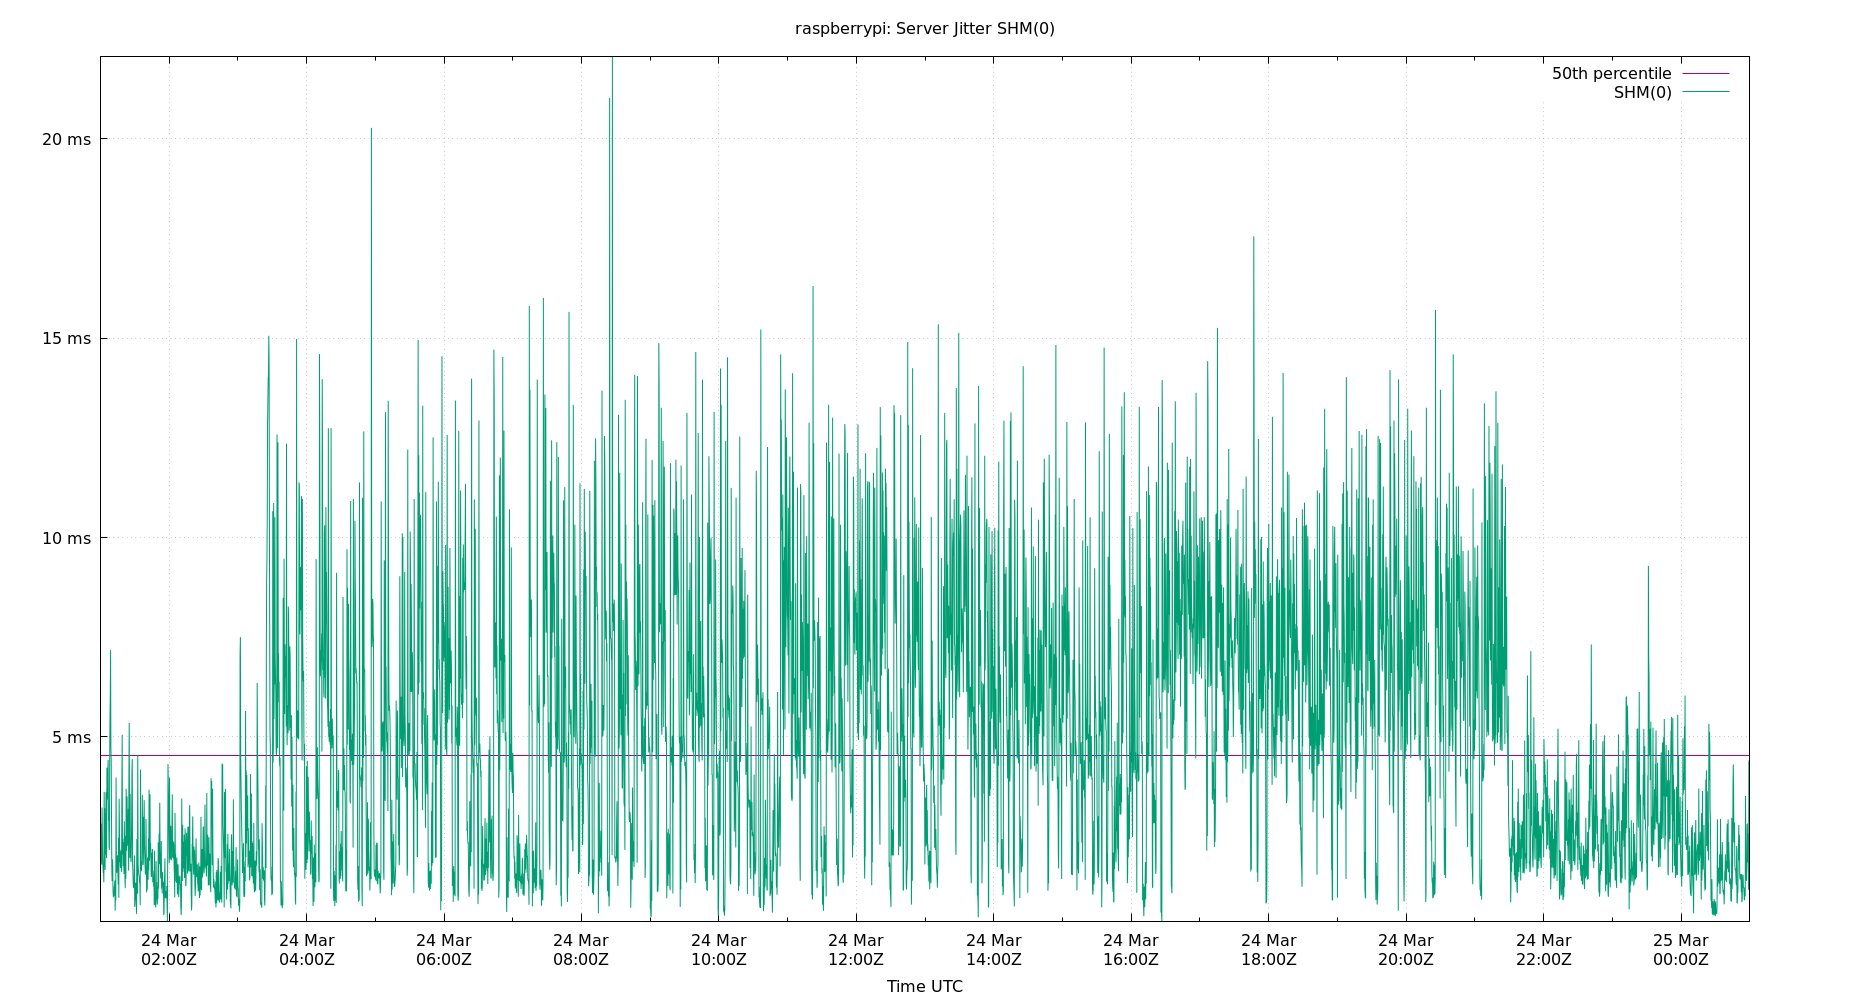 raspberrypi: Server Jitter SHM(0)
50th percentile
SHM(0)
20 ms
15 ms
10 ms
5 ms
24 Mar 24 Mar 24 Mar 24 Mar 24 Mar 24 Mar 24 Mar 24 Mar 24 Mar 24 Mar 24 Mar 25 Mar
02:00Z 04:00Z 06:00Z 08:00Z 10:00Z 12:00Z 14:00Z 16:00Z 18:00Z 20:00Z 22:00Z 00:00Z
Time UTC